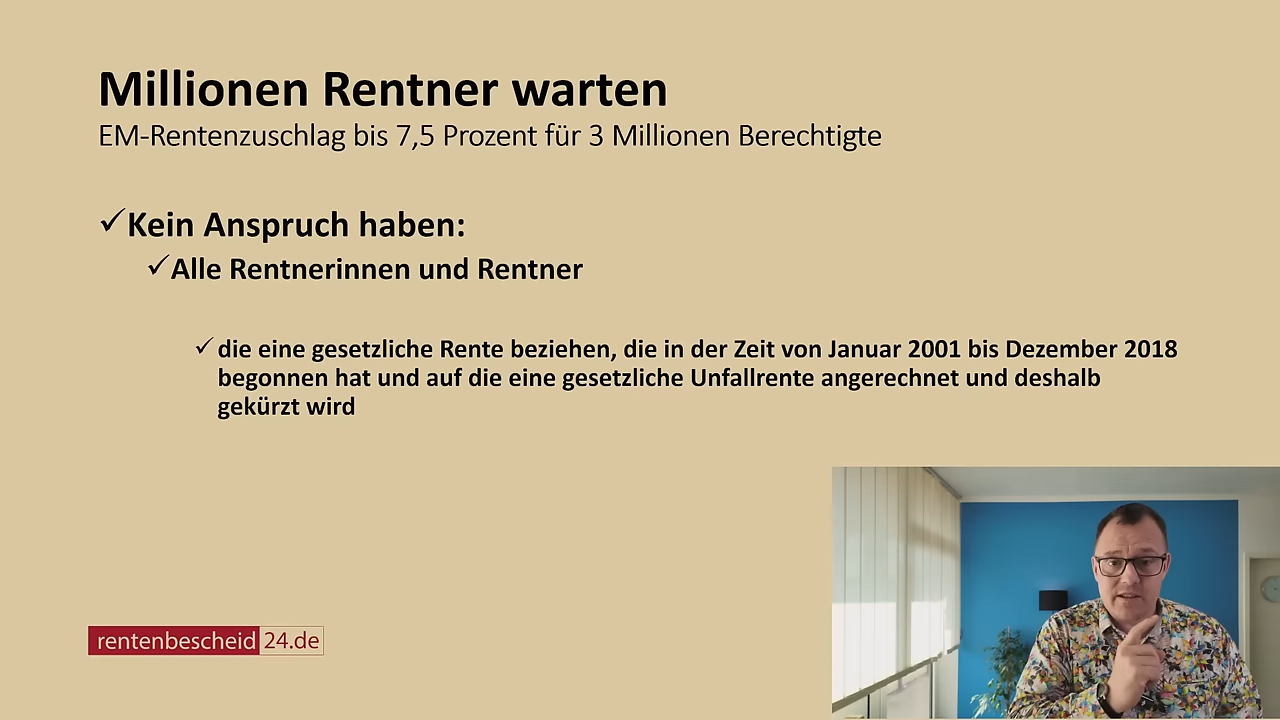 Millionen Rentner warten
EM-Rentenzuschlag bis 7,5 Prozent für 3 Millionen Berechtigte
✓Kein Anspruch haben:
✓Alle Rentnerinnen und Rentner
✓die eine gesetzliche Rente beziehen, die in der Zeit von Januar 2001 bis Dezember 2018
begonnen hat und auf die eine gesetzliche Unfallrente angerechnet und deshalb
gekürzt wird
rentenbescheid 24.de